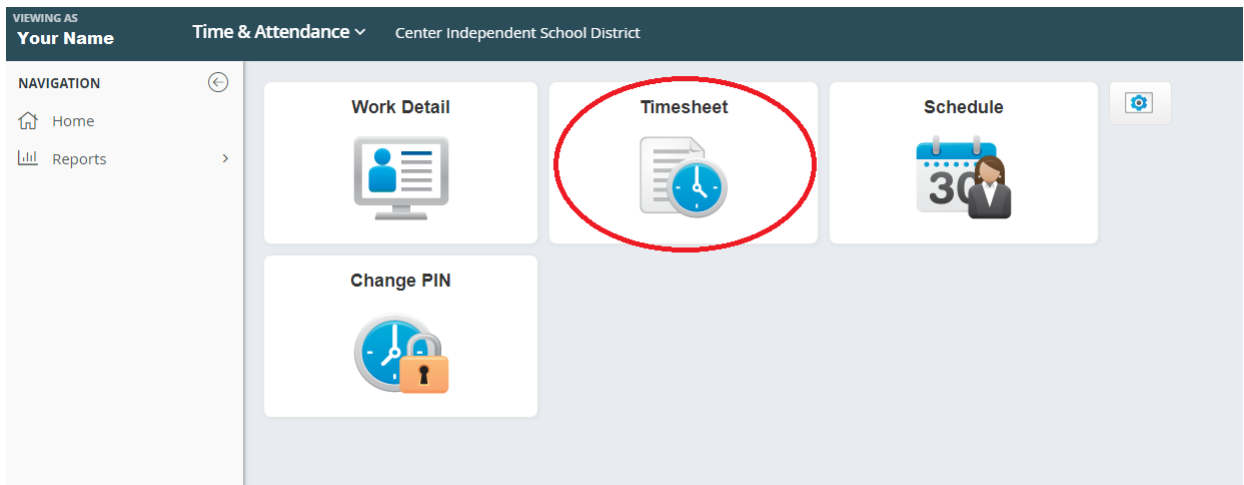 VIEWING AS
Your Name
Time & Attendance
Center Independent School District
NAVIGATION
Home
Reports
Work Detail
Timesheet
Schedule
30
Change PIN